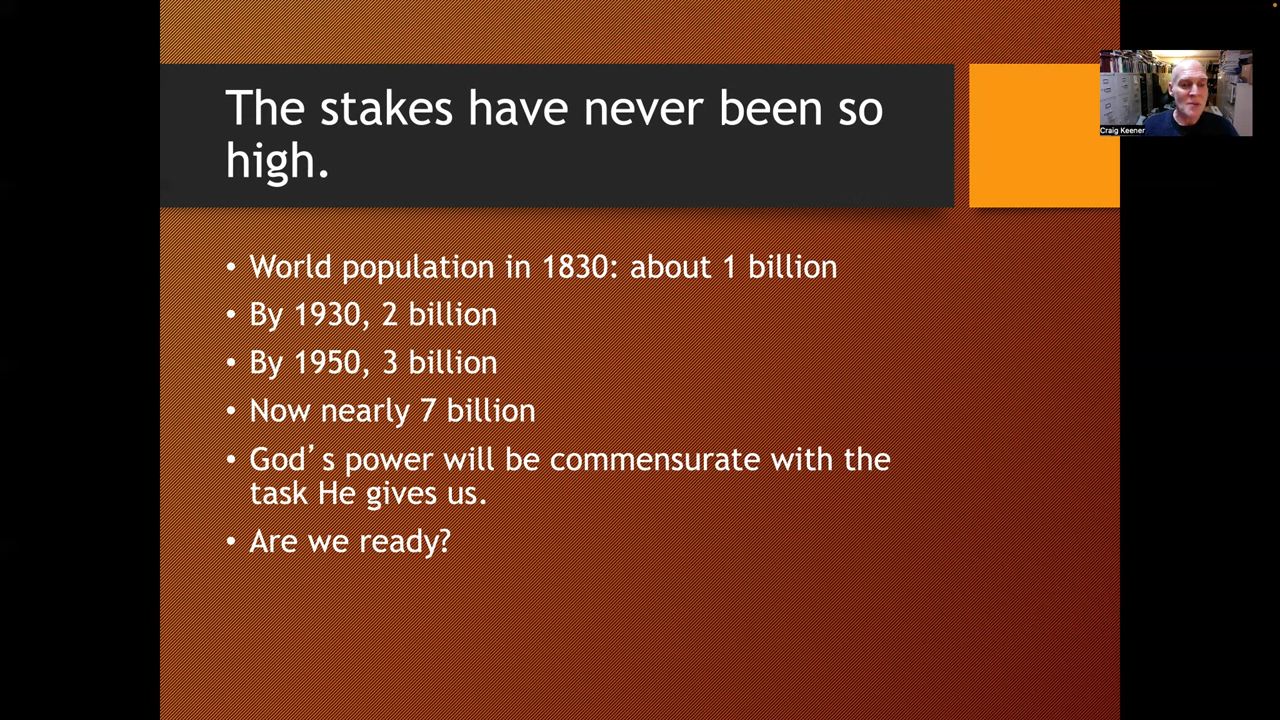 The stakes have never been so
high.
Craig Keener
• World population in 1830: about 1 billion
• By 1930, 2 billion
• By 1950, 3 billion
• Now nearly 7 billion
• God’s power will be commensurate with the
task He gives us.
• Are we ready?